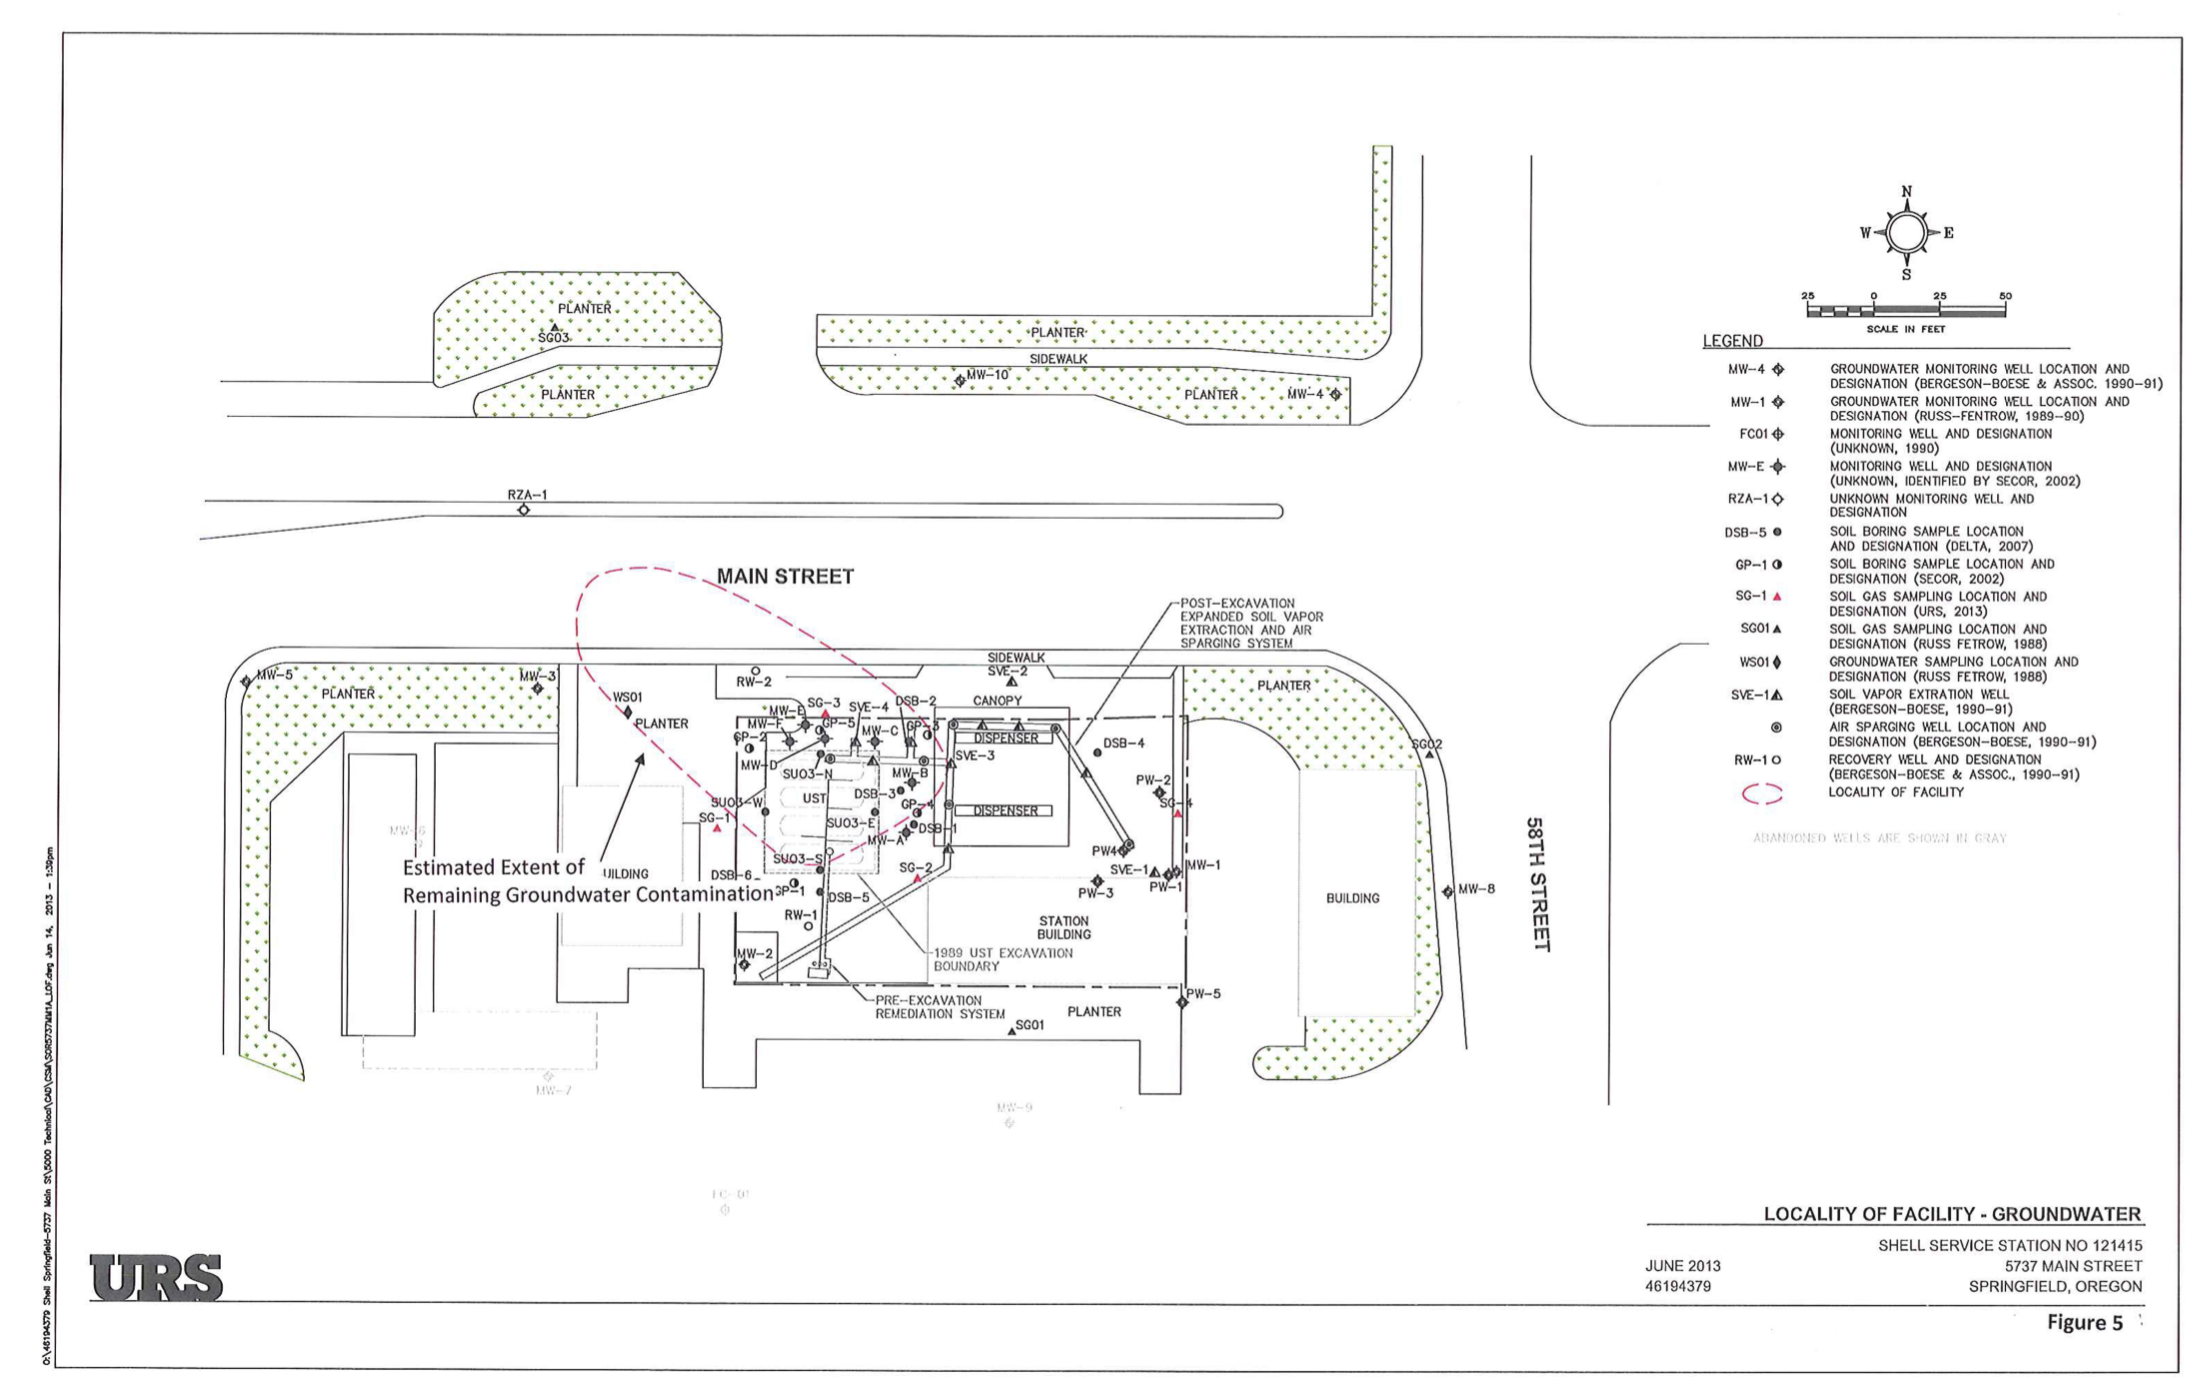 N
W E
S
25 0 25 50
SCALE IN FEET
LEGEND
MW-4
GROUNDWATER MONITORING WELL LOCATION AND
DESIGNATION (BERGESON-BOESE & ASSOC. 1990-91)
MW-1
GROUNDWATER MONITORING WELL LOCATION AND
DESIGNATION (RUSS-FENTROW, 1989-90)
FC01
MONITORING WELL AND DESIGNATION
(UNKNOWN, 1990)
MW-E
MONITORING WELL AND DESIGNATION
(UNKNOWN, IDENTIFIED BY SECOR, 2002)
RZA-1
UNKNOWN MONITORING WELL AND
DESIGNATION
DSB-5
SOIL BORING SAMPLE LOCATION
AND DESIGNATION (DELTA, 2007)
GP-1
SOIL BORING SAMPLE LOCATION AND
DESIGNATION (SECOR, 2002)
SG-1
SOIL GAS SAMPLING LOCATION AND
DESIGNATION (URS, 2013)
SG01
SOIL GAS SAMPLING LOCATION AND
DESIGNATION (RUSS FETROW, 1988)
WS01
GROUNDWATER SAMPLING LOCATION AND
DESIGNATION (RUSS FETROW, 1988)
SVE-1
SOIL VAPOR EXTRATION WELL
(BERGESON-BOESE, 1990-91)
AIR SPARGING WELL LOCATION AND
DESIGNATION (BERGESON-BOESE, 1990-91)
RW-1
RECOVERY WELL AND DESIGNATION
(BERGESON-BOESE & ASSOC., 1990-91)
LOCALITY OF FACILITY
ABANDONED WELLS ARE SHOWN IN GRAY
PLANTER
SG03
PLANTER
PLANTER
SIDEWALK
MW-10
PLANTER
MW-4
RZA-1
MAIN STREET
POST-EXCAVATION
EXPANDED SOIL VAPOR
EXTRACTION AND AIR
SPARGING SYSTEM
SIDEWALK
MW-5
PLANTER
MW-3
WS01
PLANTER
RW-2
SVE-2
CANOPY
PLANTER
SG-3
SVE-4
DSB-2
MW-E
MW-F
GP-5
MW-C
GP-3
GP-2
DISPENSER
DSB-4
SG02
MW-D
SU03-N
SVE-3
MW-B
PW-2
UST
DSB-3
SU03-W
GP-4
SG-4
SG-1
SU03-E
DISPENSER
DSB-1
MW-A
MW-6
PW4
SU03-S
SG-2
SVE-1
MW-1
Estimated Extent of
Remaining Groundwater Contamination
UILDING
DSB-6
GP-1
DSB-5
PW-3
PW-1
MW-8
BUILDING
58TH STREET
RW-1
STATION
BUILDING
MW-2
1989 UST EXCAVATION
BOUNDARY
PRE-EXCAVATION
REMEDIATION SYSTEM
PW-5
PLANTER
SG01
MW-7
MW-9
FC-01
O:\46194379 Shell Springfield-5737 Main St\5000 Technical\CAD\CSM\SOR5737MM1A_LOF.dwg Jun 14, 2013 - 1:39pm
URS
LOCALITY OF FACILITY - GROUNDWATER
SHELL SERVICE STATION NO 121415
JUNE 2013
5737 MAIN STREET
46194379
SPRINGFIELD, OREGON
Figure 5